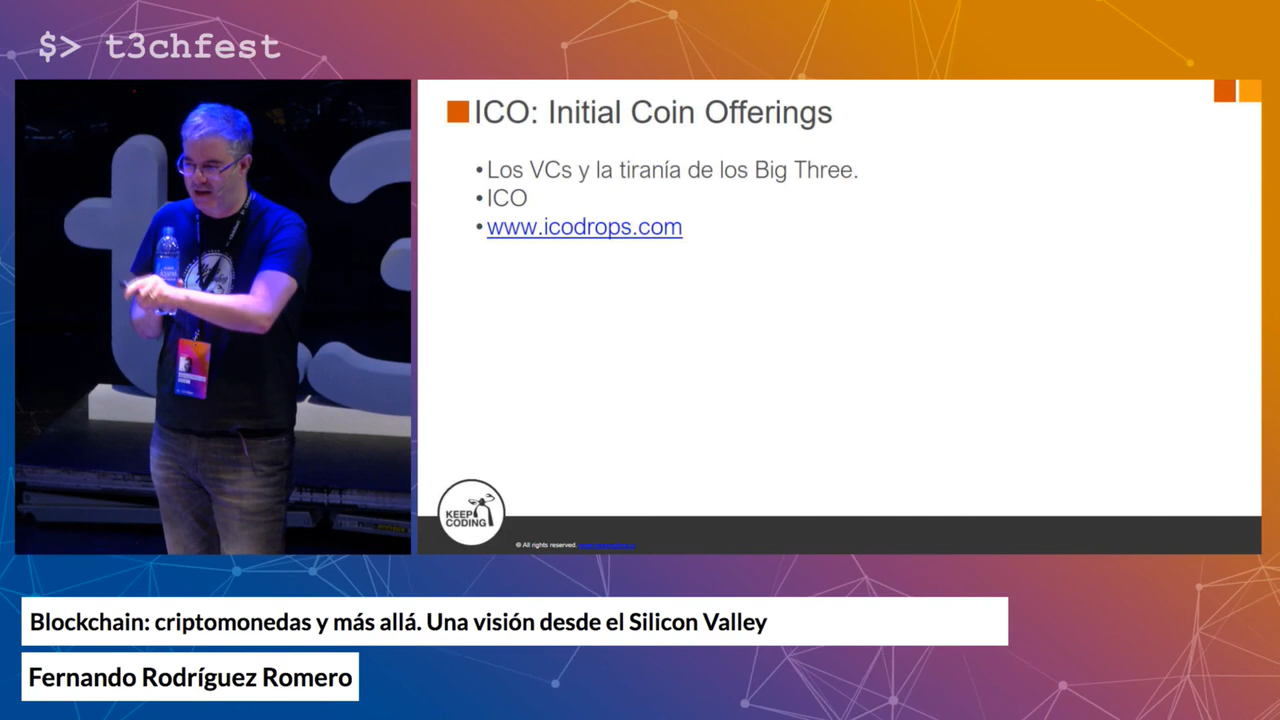 $> t3chfest
ICO: Initial Coin Offerings
•Los VCs y la tiranía de los Big Three.
•ICO
•www.icodrops.com
KEEP
CODING
© All rights reserved.
Blockchain: criptomonedas y más allá. Una visión desde el Silicon Valley
Fernando Rodríguez Romero